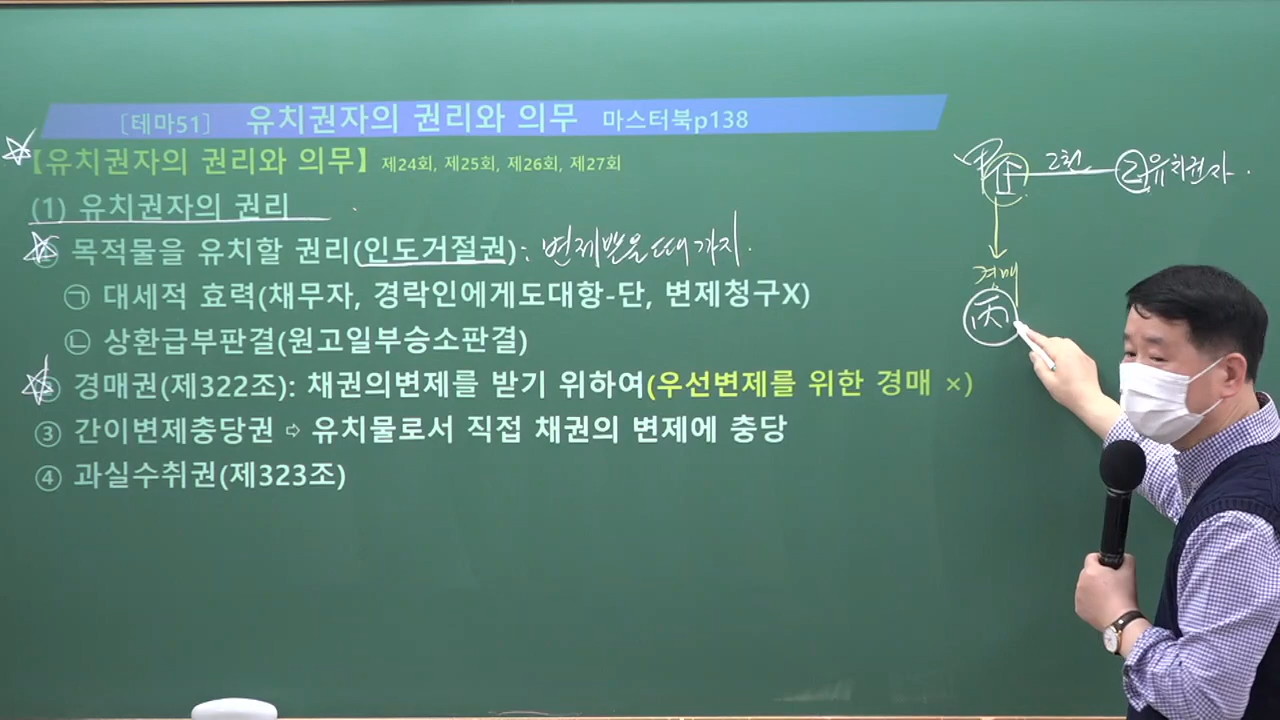 [테마51] 유치권자의 권리와 의무 마스터북p138
【유치권자의 권리와 의무】 제24회, 제25회, 제26회, 제27회
(1) 유치권자의 권리
목적물을 유치할 권리(인도거절권): 변제받을 때까지.
㉠ 대세적 효력(채무자, 경락인에게도대항-단, 변제청구X)
㉡ 상환급부판결(원고일부승소판결)
② 경매권(제322조): 채권의변제를 받기 위하여(우선변제를 위한 경매 ×)
③ 간이변제충당권 ⇨ 유치물로서 직접 채권의 변제에 충당
④ 과실수취권(제323조)
甲 2천 乙 유치권자.
경매
丙